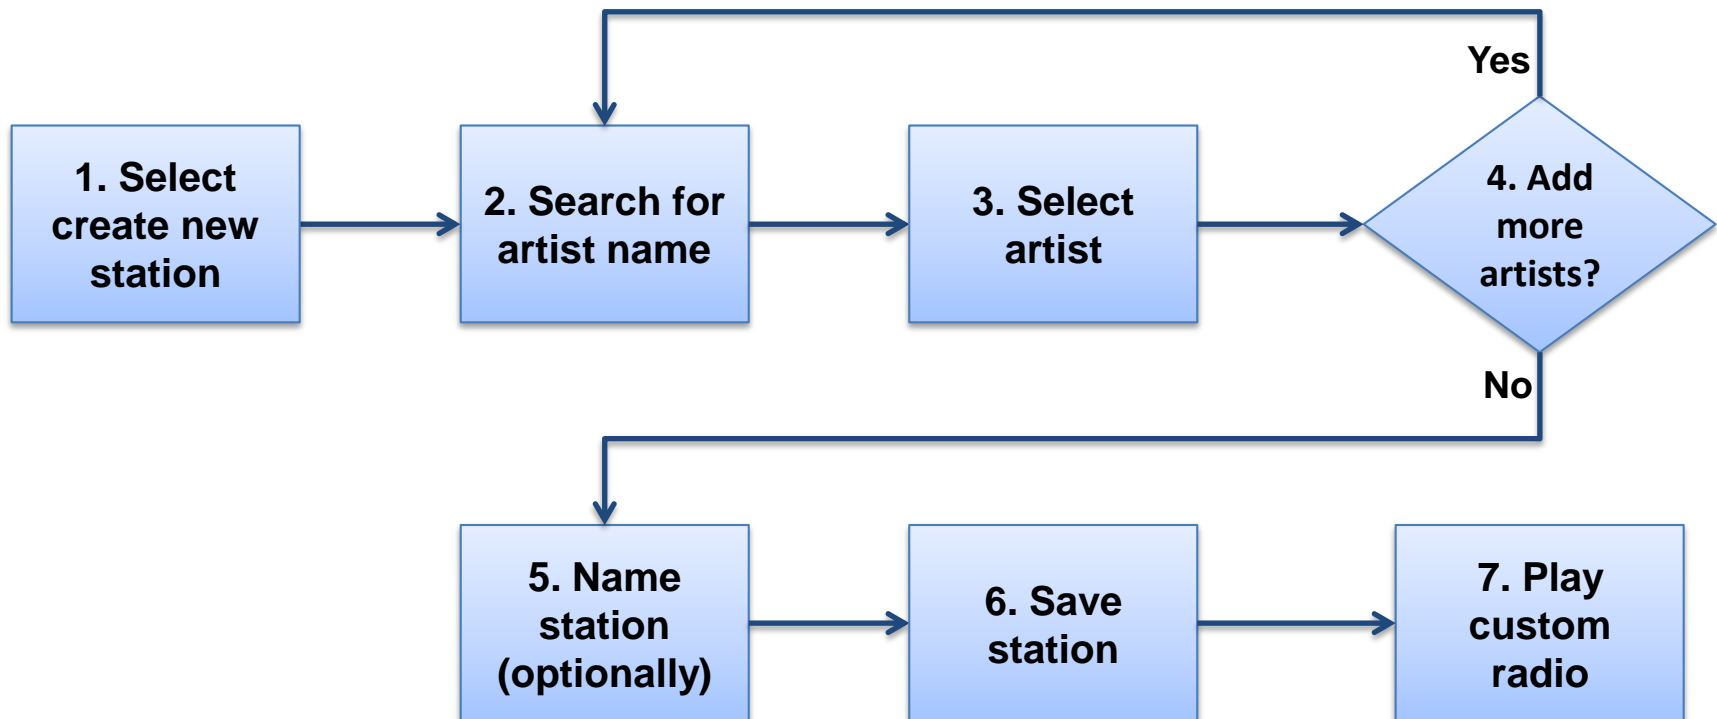 Yes
1. Select
create new
station
2. Search for
artist name
3. Select
artist
4. Add
more
artists?
No
5. Name
station
(optionally)
6. Save
station
7. Play
custom
radio